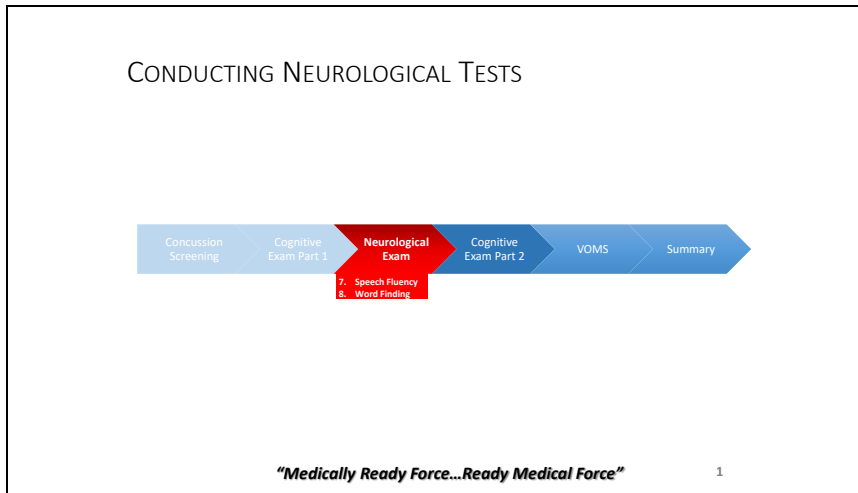 CONDUCTING NEUROLOGICAL TESTS
Concussion
Screening
Cognitive
Exam Part 1
Neurological
Exam
Cognitive
Exam Part 2
VOMS
Summary
7. Speech Fluency
8. Word Finding
“Medically Ready Force…Ready Medical Force”
1